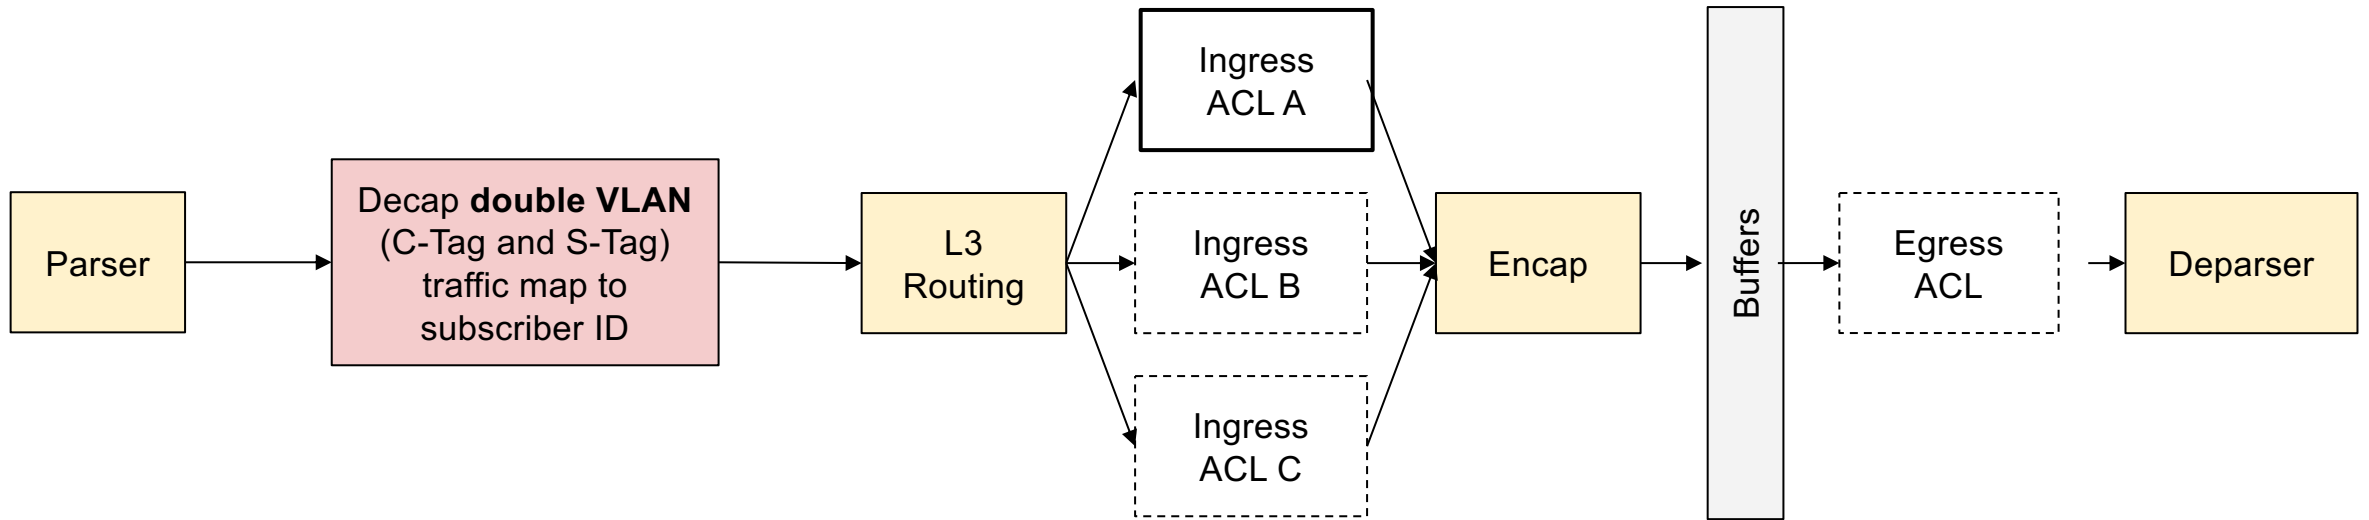 Parser
Decap double VLAN
(C-Tag and S-Tag)
traffic map to
subscriber ID
L3
Routing
Ingress
ACL A
Ingress
ACL B
Ingress
ACL C
Encap
Buffers
Egress
ACL
Deparser